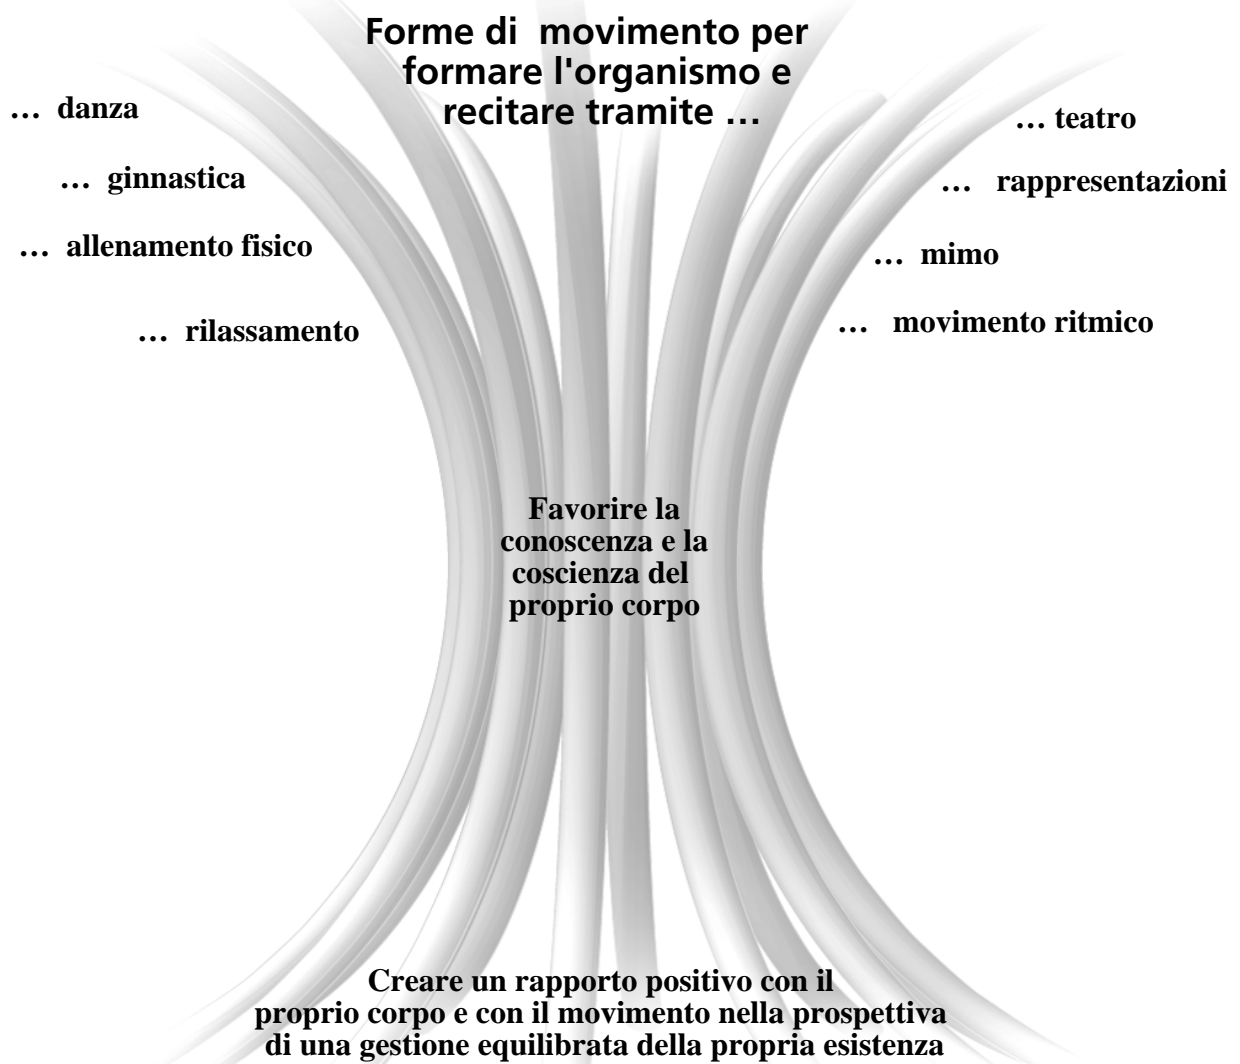 Forme di movimento per
formare l'organismo e
recitare tramite …
… danza
… teatro
… ginnastica
… rappresentazioni
… allenamento fisico
… mimo
… rilassamento
… movimento ritmico
Favorire la
conoscenza e la
coscienza del
proprio corpo
Creare un rapporto positivo con il
proprio corpo e con il movimento nella prospettiva
di una gestione equilibrata della propria esistenza